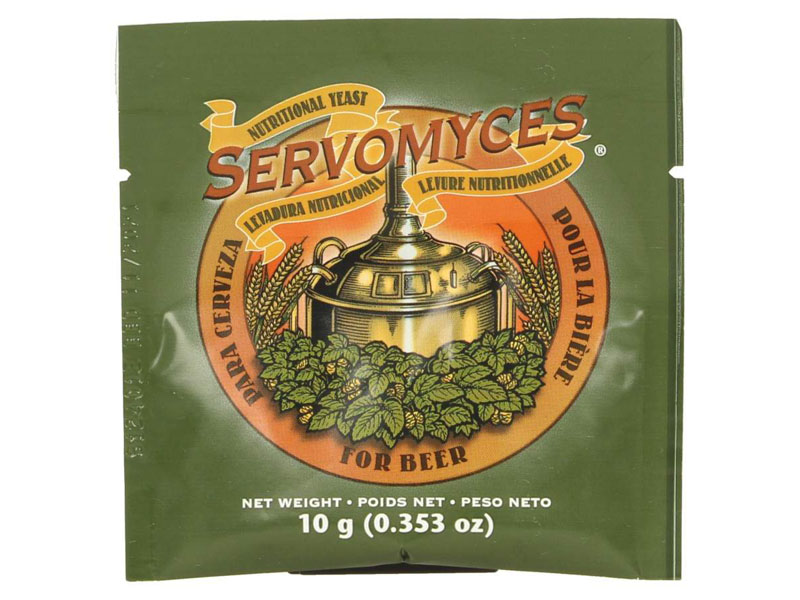 NUTRITIONAL YEAST
SERVOMYCES®
LEVADURA NUTRICIONAL
LEVURE NUTRITIONNELLE
PARA CERVEZA
POUR LA BIÈRE
FOR BEER
NET WEIGHT • POIDS NET • PESO NETO
10 g (0.353 oz)